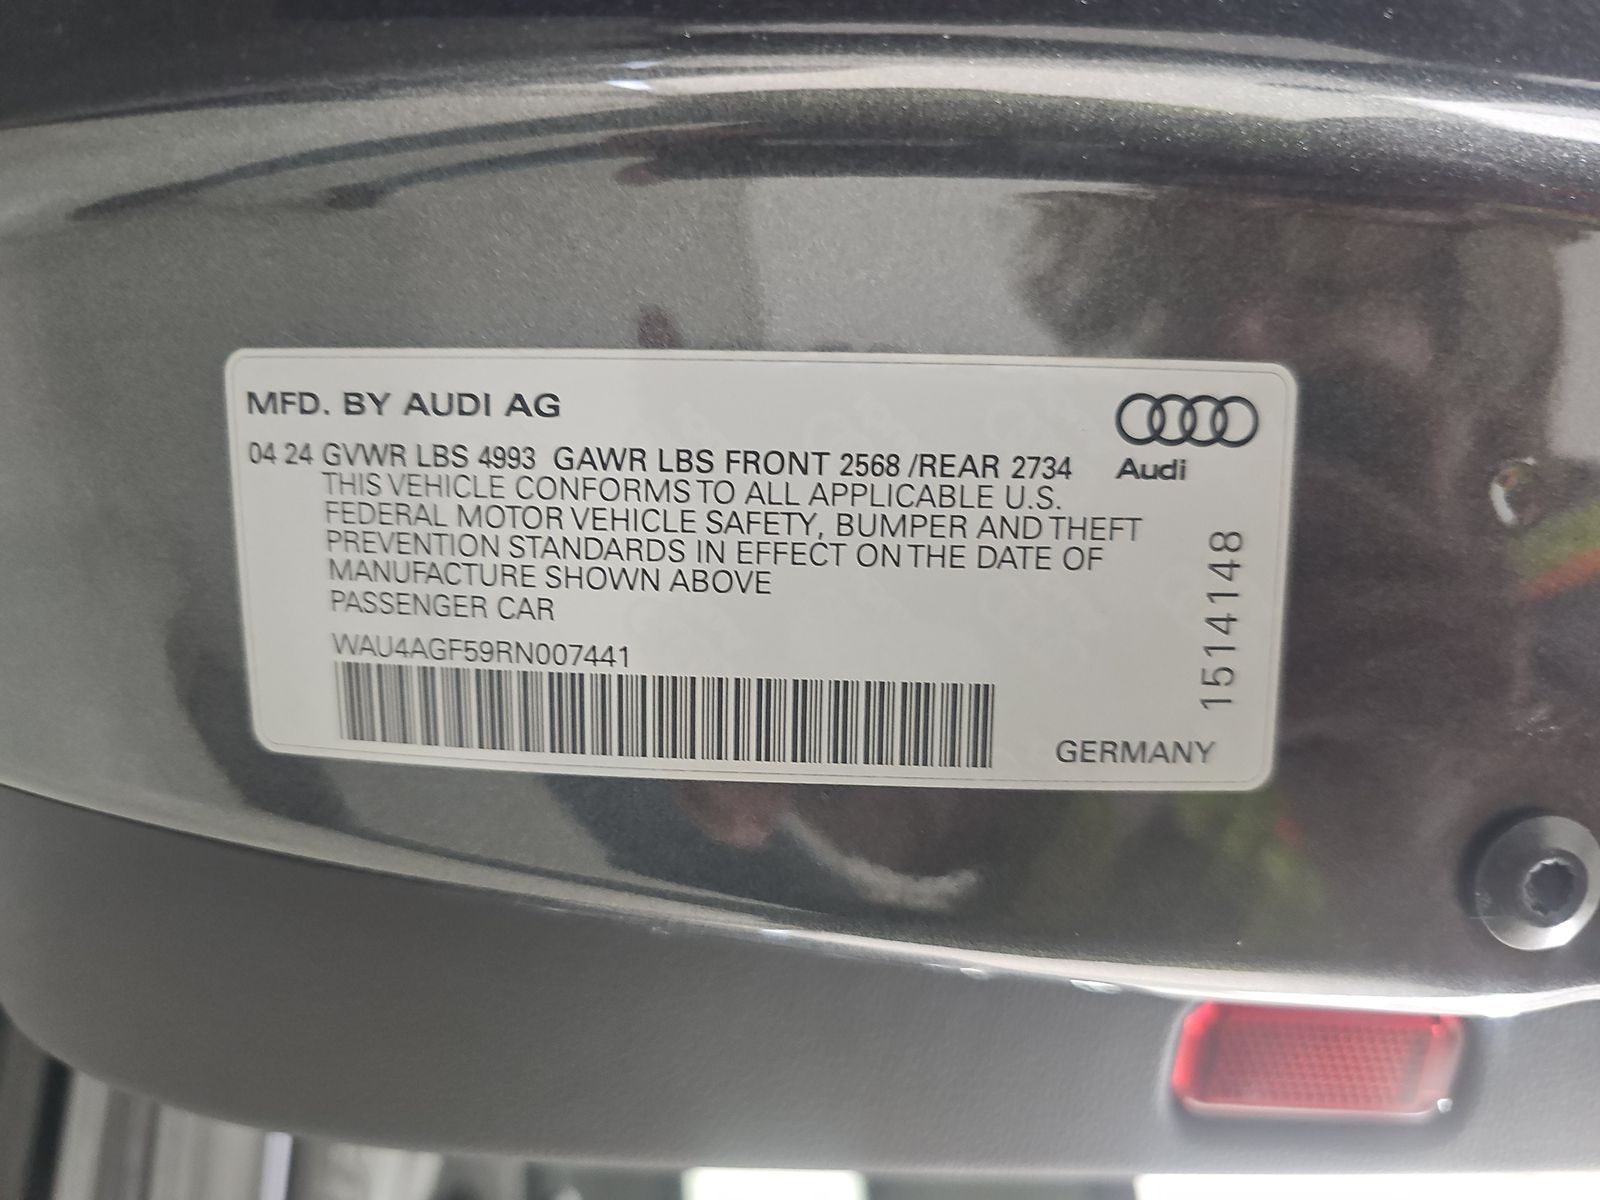 MFD. BY AUDI AG
04 24 GVWR LBS 4993 GAWR LBS FRONT 2568 /REAR 2734
THIS VEHICLE CONFORMS TO ALL APPLICABLE U.S.
FEDERAL MOTOR VEHICLE SAFETY, BUMPER AND THEFT
PREVENTION STANDARDS IN EFFECT ON THE DATE OF
MANUFACTURE SHOWN ABOVE
PASSENGER CAR
WAU4AGF59RN007441
Audi
1514148
GERMANY